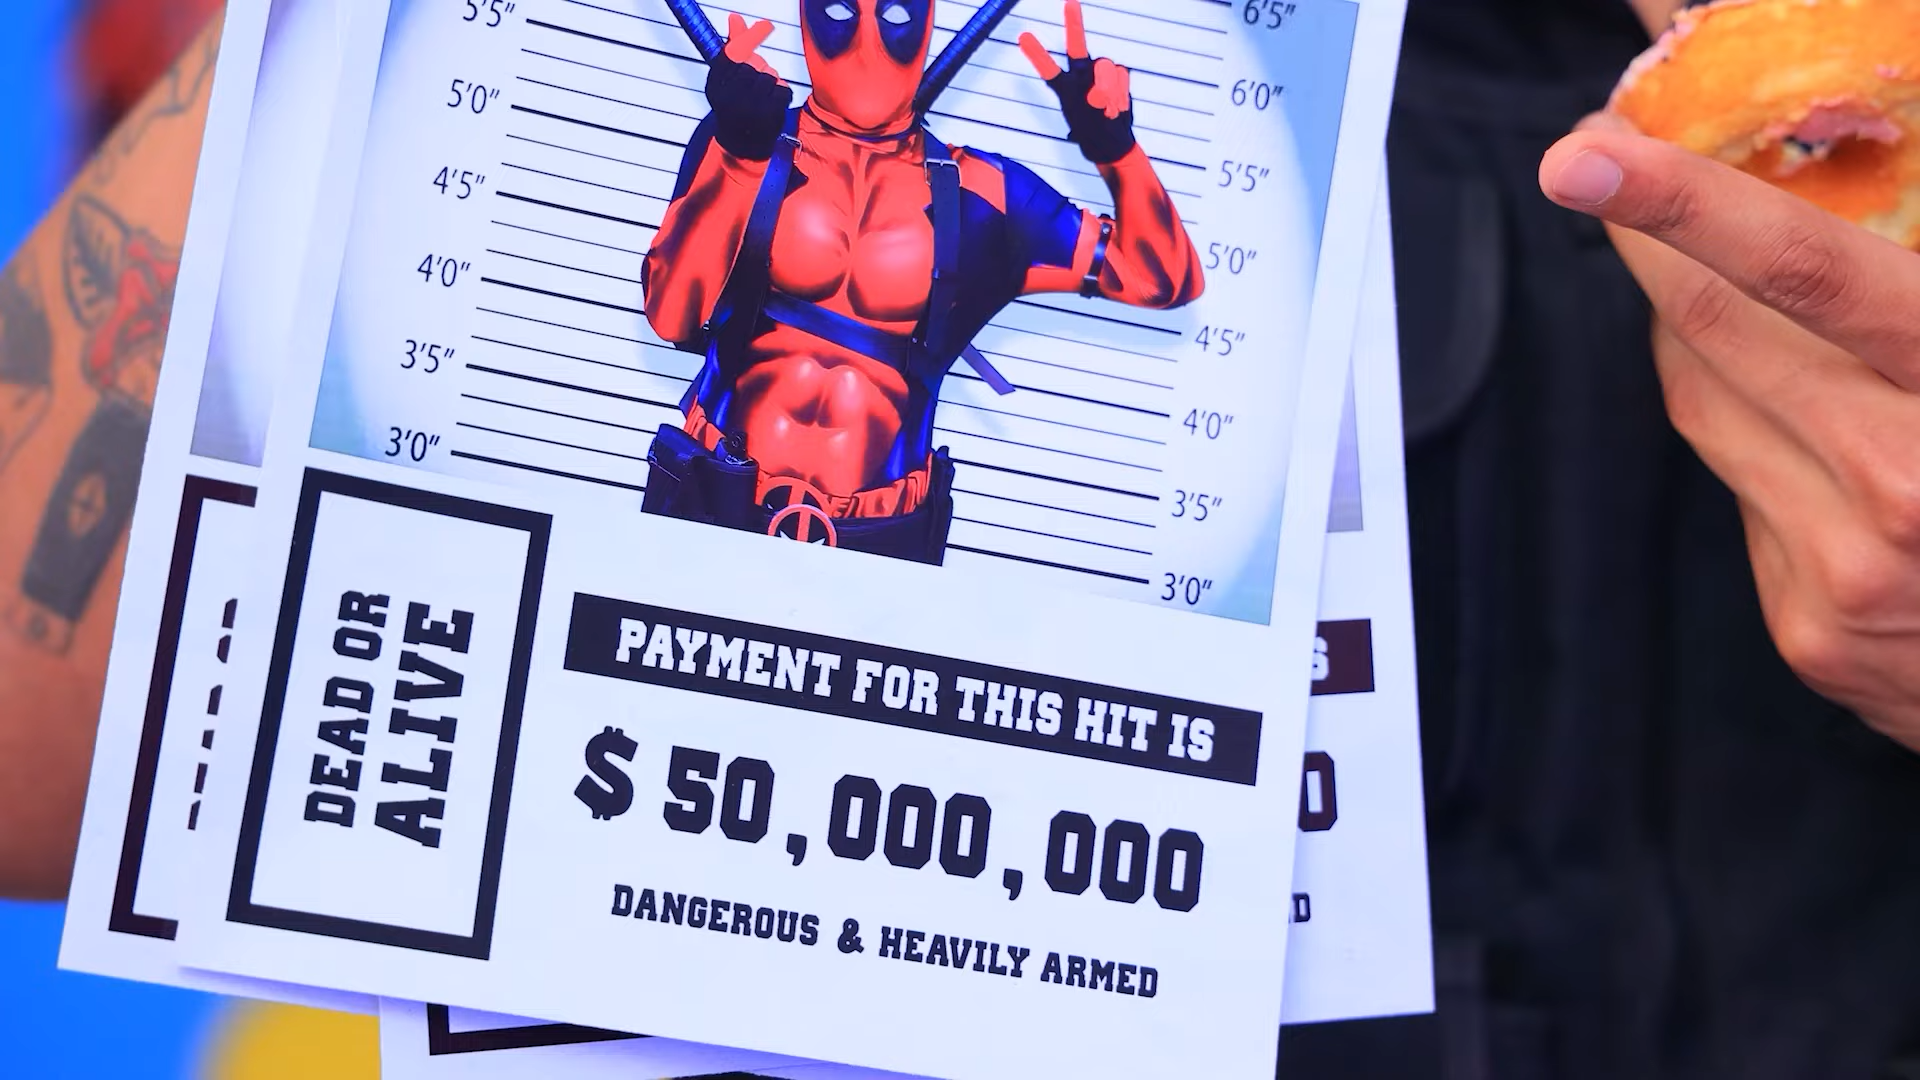 5'5"
5'0"
4'5"
4'0"
3'5"
3'0"
6'5"
6'0"
5'5"
5'0"
4'5"
4'0"
3'5"
3'0"
DEAD OR
ALIVE
PAYMENT FOR THIS HIT IS
$50,000,000
DANGEROUS & HEAVILY ARMED
S
0
D